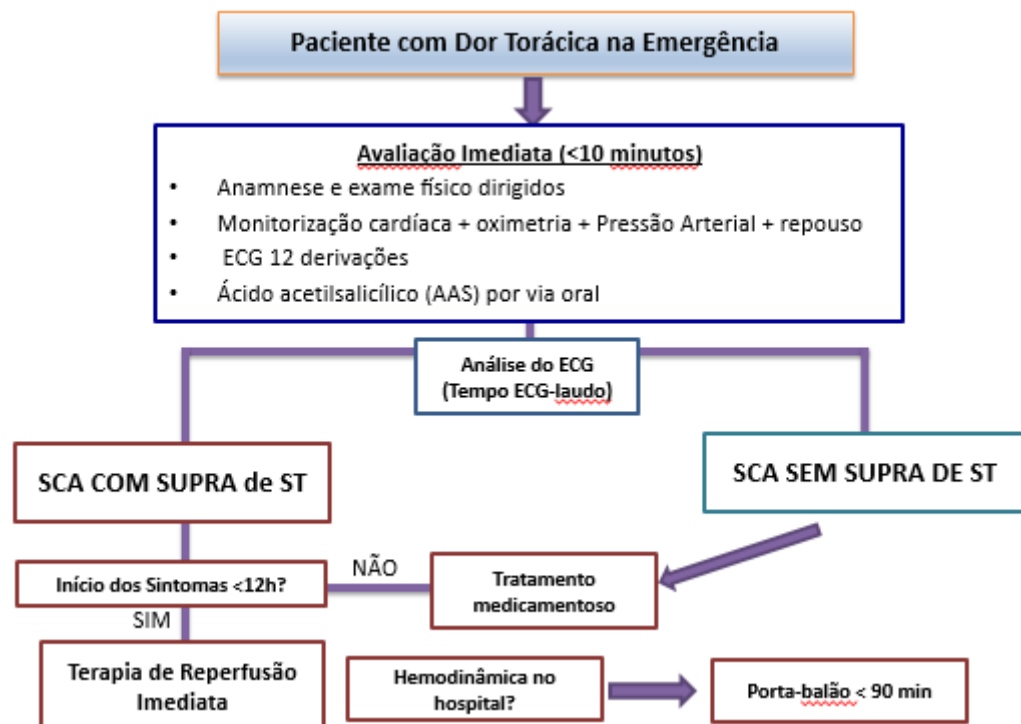 Paciente com Dor Torácica na Emergência
Avaliação Imediata (<10 minutos)
• Anamnese e exame físico dirigidos
• Monitorização cardíaca + oximetria + Pressão Arterial + repouso
• ECG 12 derivações
• Ácido acetilsalicílico (AAS) por via oral
Análise do ECG
(Tempo ECG-laudo)
SCA COM SUPRA de ST
SCA SEM SUPRA DE ST
Início dos Sintomas <12h?
NÃO
Tratamento
medicamentoso
SIM
Terapia de Reperfusão
Imediata
Hemodinâmica no
hospital?
Porta-balão < 90 min